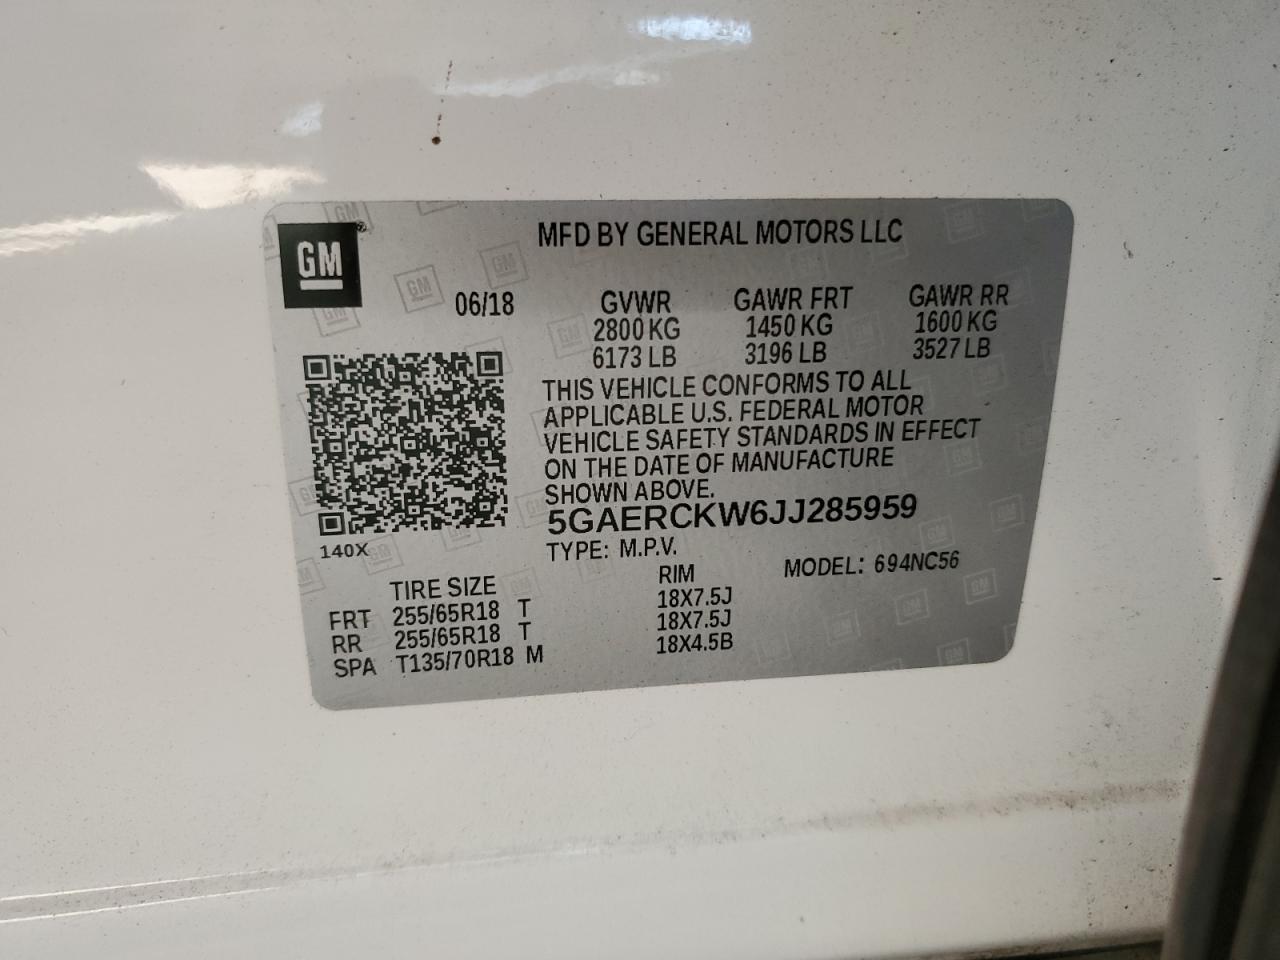 GM
MFD BY GENERAL MOTORS LLC
06/18 GVWR GAWR FRT GAWR RR
2800 KG 1450 KG 1600 KG
6173 LB 3196 LB 3527 LB
THIS VEHICLE CONFORMS TO ALL
APPLICABLE U.S. FEDERAL MOTOR
VEHICLE SAFETY STANDARDS IN EFFECT
ON THE DATE OF MANUFACTURE
SHOWN ABOVE.
5GAERCKW6JJ285959
140X
TYPE: M.P.V. MODEL: 694NC56
TIRE SIZE RIM
FRT 255/65R18 T 18X7.5J
RR 255/65R18 T 18X7.5J
SPA T135/70R18 M 18X4.5B